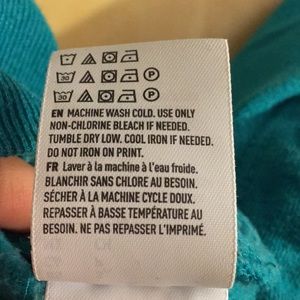 30
30
EN MACHINE WASH COLD. USE ONLY
NON-CHLORINE BLEACH IF NEEDED.
TUMBLE DRY LOW. COOL IRON IF NEEDED.
DO NOT IRON ON PRINT.
FR Laver à la machine à l'eau froide.
BLANCHIR SANS CHLORE AU BESOIN.
SÉCHER À LA MACHINE CYCLE DOUX.
REPASSER À BASSE TEMPÉRATURE AU
BESOIN. NE PAS REPASSER L'IMPRIMÉ.